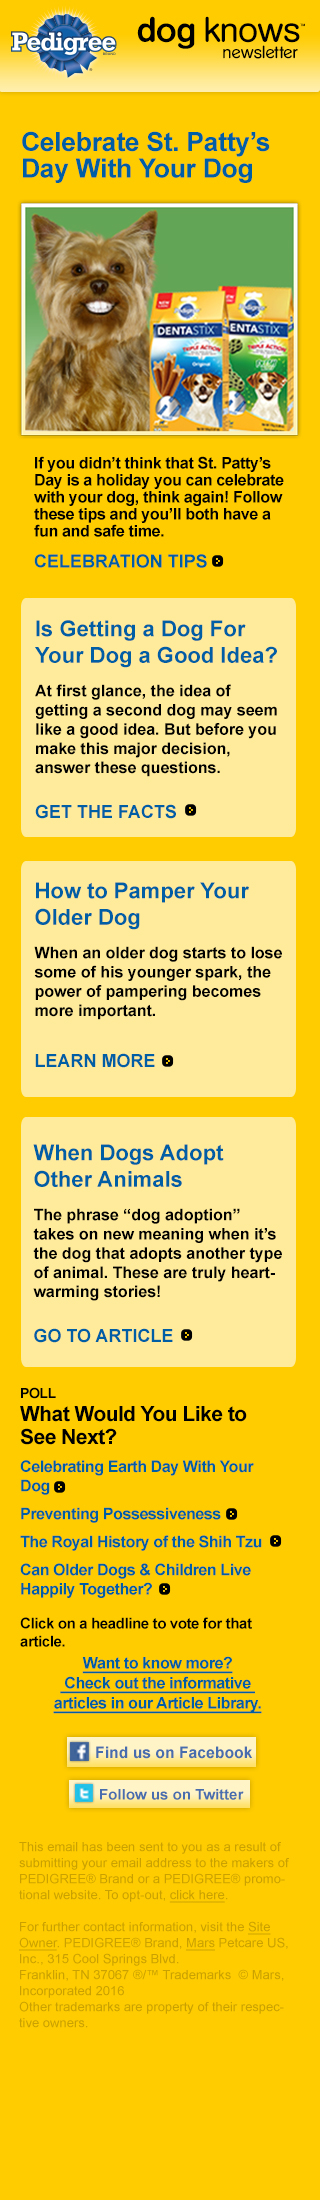 Pedigree
dog knows™
newsletter
Celebrate St. Patty’s
Day With Your Dog
DENTASTIX
TRIPLE ACTION
Original
DENTASTIX
TRIPLE ACTION
If you didn’t think that St. Patty’s
Day is a holiday you can celebrate
with your dog, think again! Follow
these tips and you’ll both have a
fun and safe time.
CELEBRATION TIPS
Is Getting a Dog For
Your Dog a Good Idea?
At first glance, the idea of
getting a second dog may seem
like a good idea. But before you
make this major decision,
answer these questions.
GET THE FACTS
How to Pamper Your
Older Dog
When an older dog starts to lose
some of his younger spark, the
power of pampering becomes
more important.
LEARN MORE
When Dogs Adopt
Other Animals
The phrase “dog adoption”
takes on new meaning when it’s
the dog that adopts another type
of animal. These are truly heart-
warming stories!
GO TO ARTICLE
POLL
What Would You Like to
See Next?
Celebrating Earth Day With Your
Dog
Preventing Possessiveness
The Royal History of the Shih Tzu
Can Older Dogs & Children Live
Happily Together?
Click on a headline to vote for that
article.
Want to know more?
Check out the informative
articles in our Article Library.
Find us on Facebook
Follow us on Twitter
This email has been sent to you as a result of
submitting your email address to the makers of
PEDIGREE® Brand or a PEDIGREE® promo-
tional website. To opt-out, click here.
For further contact information, visit the Site
Owner. PEDIGREE® Brand, Mars Petcare US,
Inc., 315 Cool Springs Blvd.
Franklin, TN 37067 ®/™ Trademarks © Mars,
Incorporated 2016
Other trademarks are property of their respec-
tive owners.